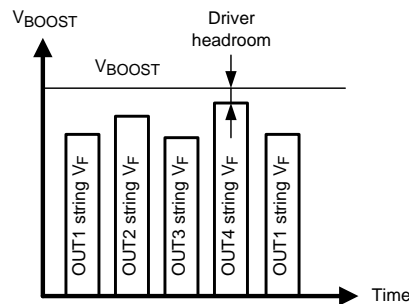 VBOOST
Driver
headroom
VBOOST
OUT1 string VF
OUT2 string VF
OUT3 string VF
OUT4 string VF
OUT1 string VF
Time